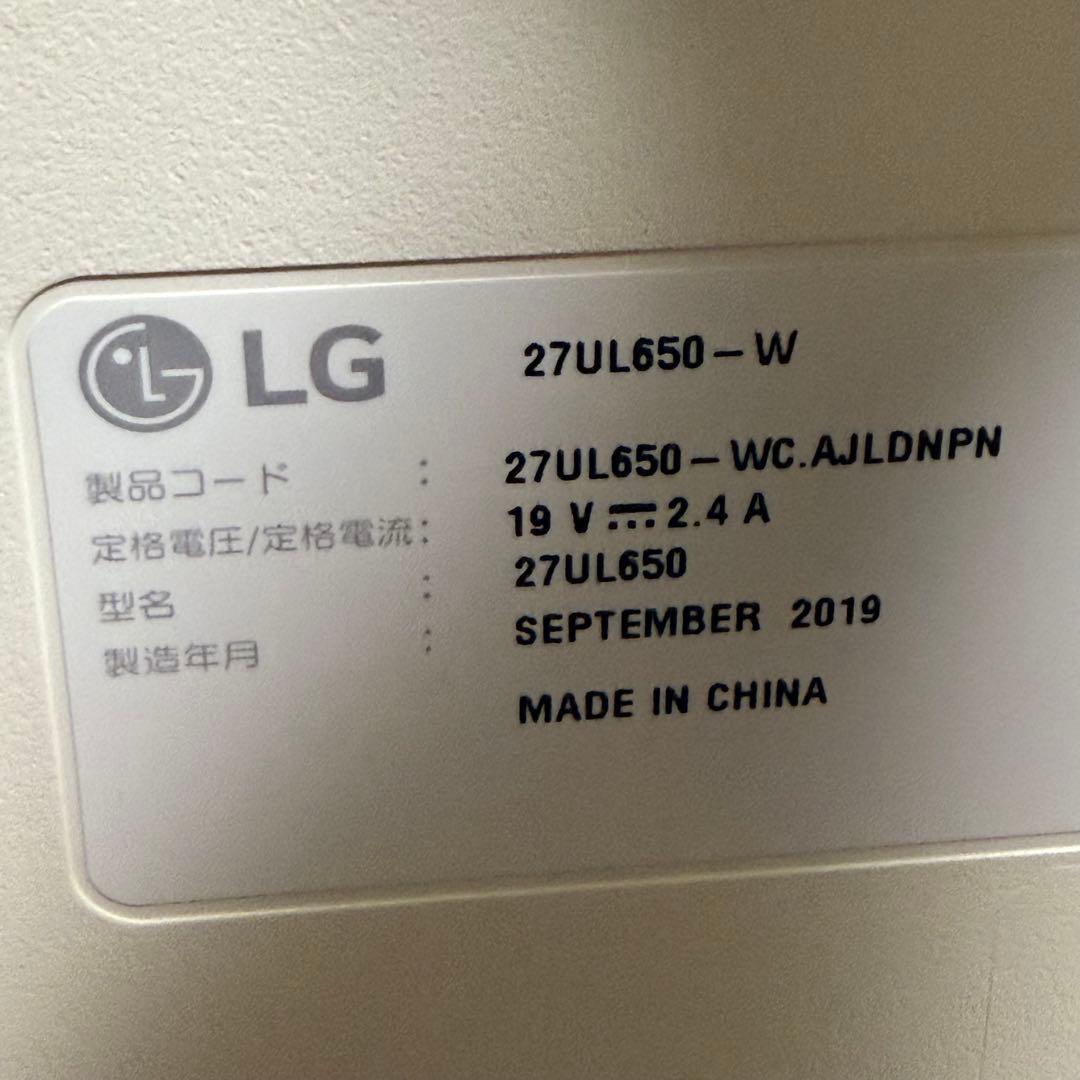 LG 27UL650-W
製品コード : 27UL650-WC.AJLDNPN
定格電圧/定格電流: 19 V ⎓ 2.4 A
型名 : 27UL650
製造年月 : SEPTEMBER 2019
MADE IN CHINA